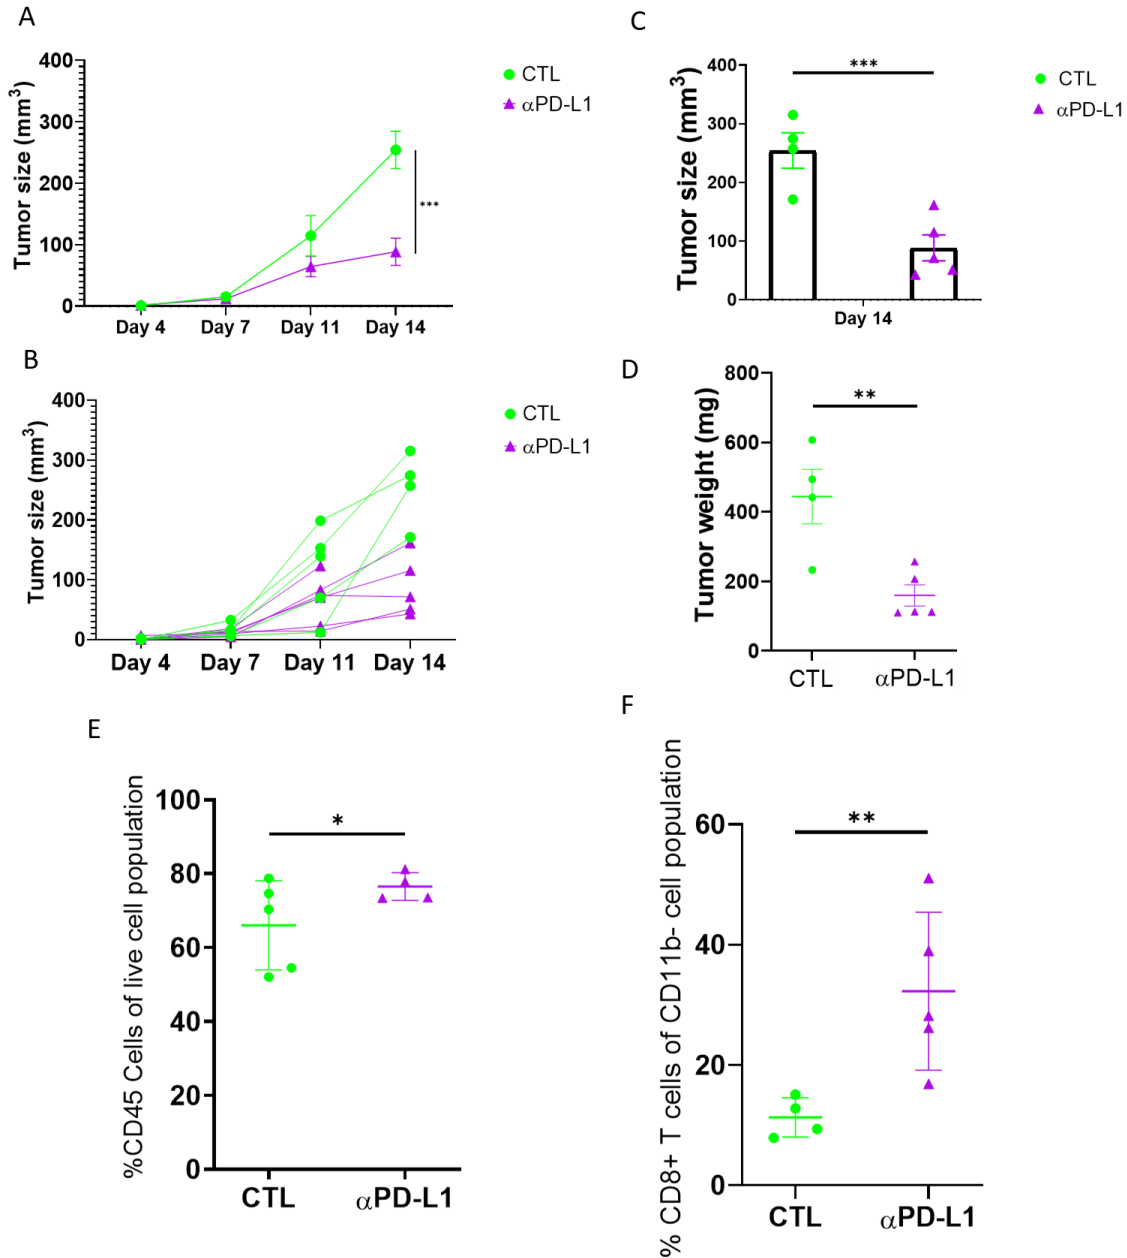 A
Tumor size (mm³)
400
300
200
100
0
Day 4
Day 7
Day 11
Day 14
***
CTL
αPD-L1
C
Tumor size (mm³)
400
300
200
100
0
***
Day 14
CTL
αPD-L1
B
Tumor size (mm³)
400
300
200
100
0
Day 4
Day 7
Day 11
Day 14
CTL
αPD-L1
D
Tumor weight (mg)
800
600
400
200
0
**
CTL
αPD-L1
E
%CD45 Cells of live cell population
100
80
60
40
20
0
*
CTL
αPD-L1
F
% CD8+ T cells of CD11b- cell population
60
40
20
0
**
CTL
αPD-L1